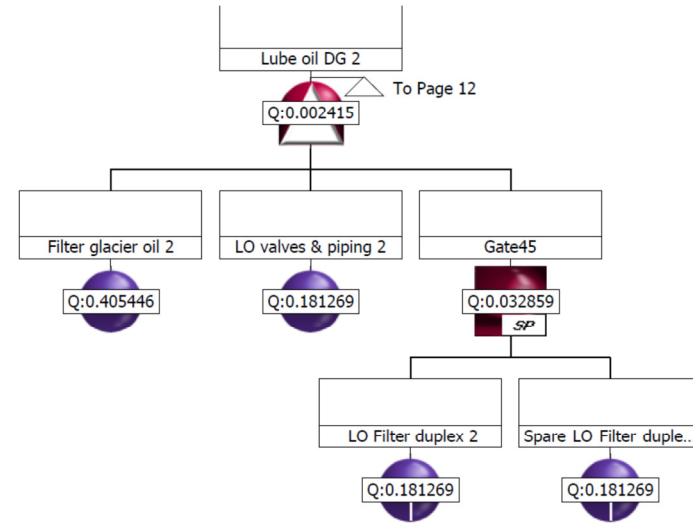 Lube oil DG 2
To Page 12
Q:0.002415
Filter glacier oil 2
LO valves & piping 2
Gate45
Q:0.405446
Q:0.181269
Q:0.032859
SP
LO Filter duplex 2
Spare LO Filter duple...
Q:0.181269
Q:0.181269